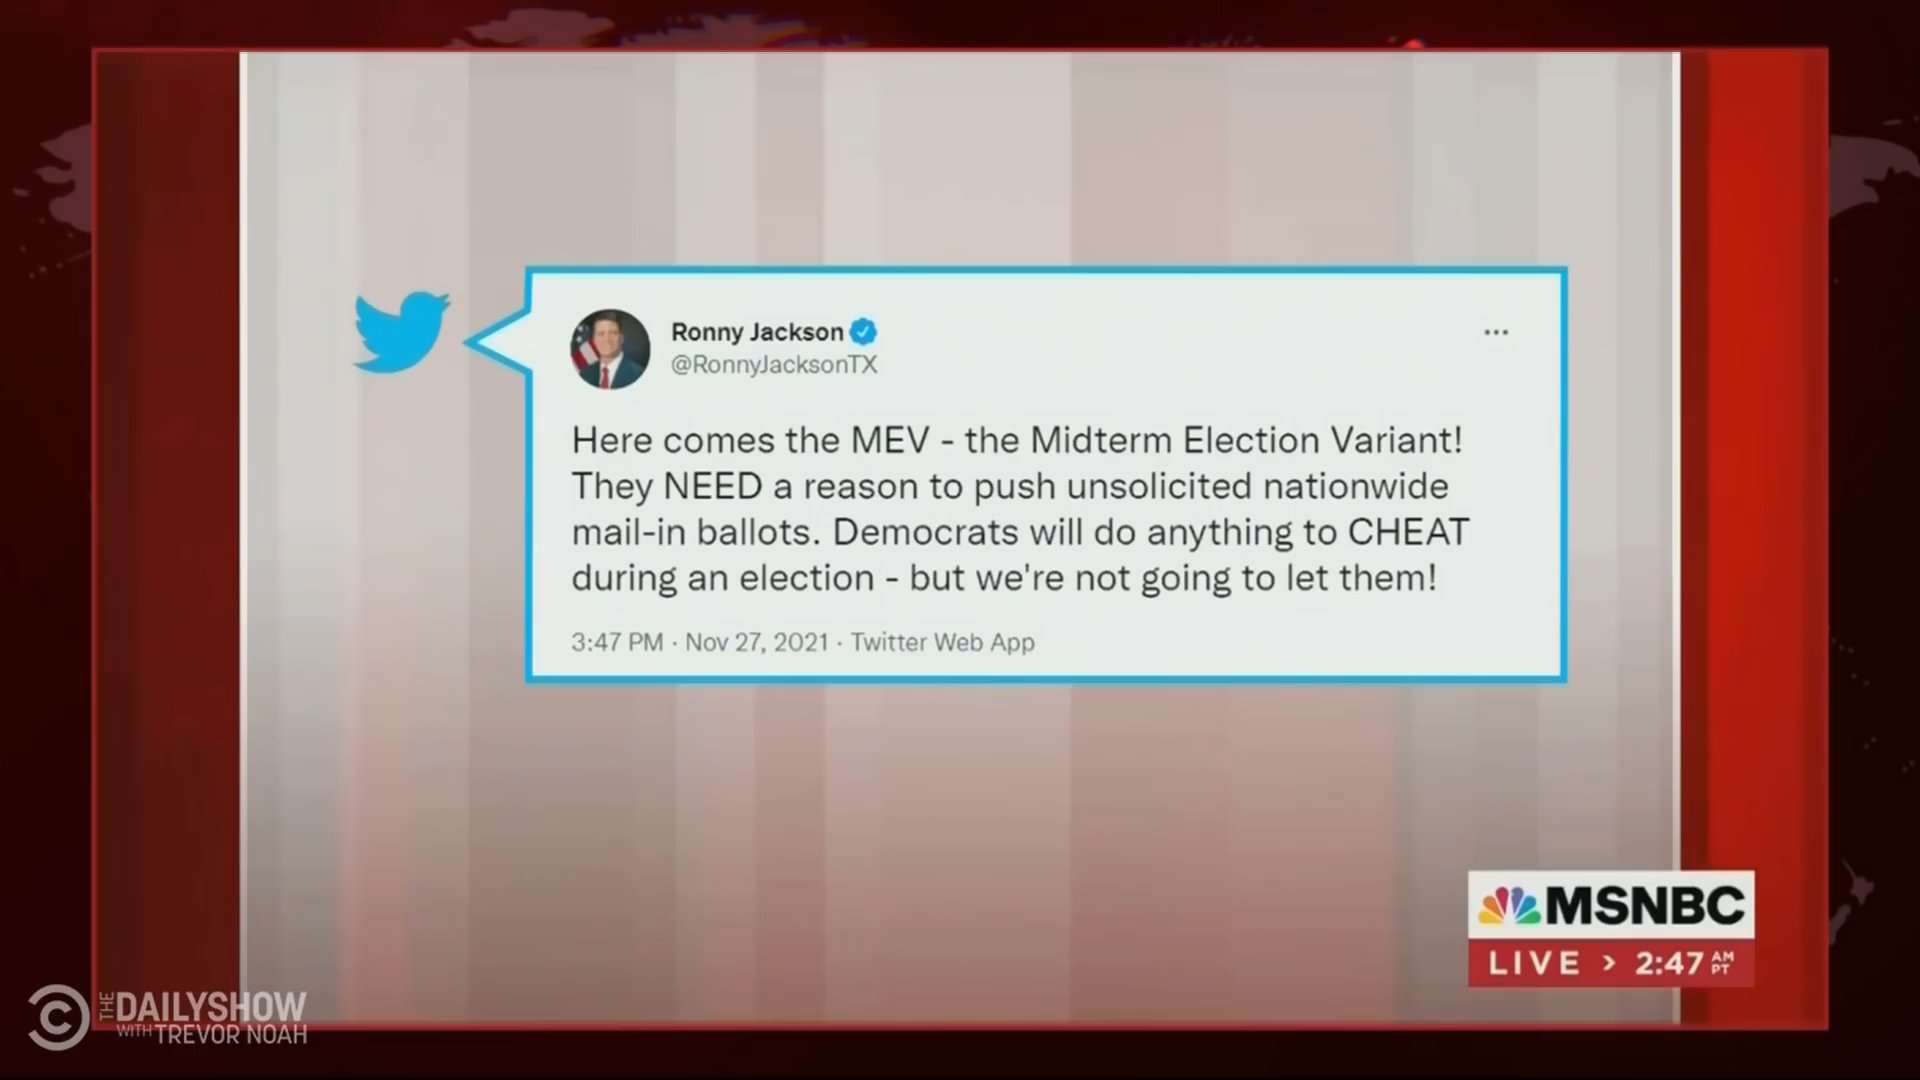 Ronny Jackson
@RonnyJacksonTX
Here comes the MEV - the Midterm Election Variant!
They NEED a reason to push unsolicited nationwide
mail-in ballots. Democrats will do anything to CHEAT
during an election - but we're not going to let them!
3:47 PM · Nov 27, 2021 · Twitter Web App
MSNBC
LIVE > 2:47 AM PT
THE DAILY SHOW
WITH TREVOR NOAH